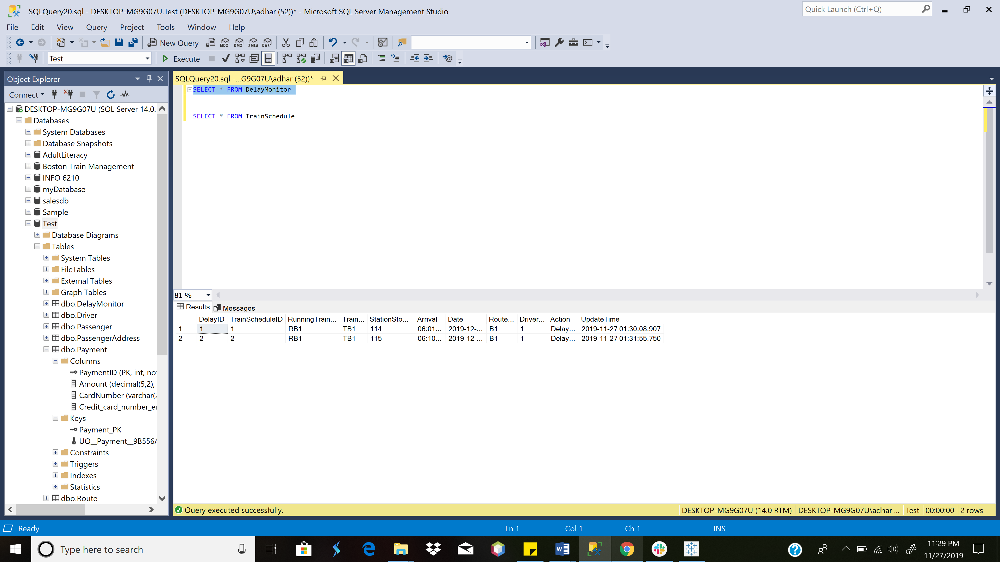 SQLQuery20.sql - DESKTOP-MG9G07U.Test (DESKTOP-MG9G07U\adhar (52))* - Microsoft SQL Server Management Studio
Quick Launch (Ctrl+Q)
File Edit View Query Project Tools Window Help
New Query MDX DMX XMLA DAX
Test Execute
Object Explorer
SQLQuery20.sql -...G9G07U\adhar (52))*
Connect
DESKTOP-MG9G07U (SQL Server 14.0.
Databases
System Databases
Database Snapshots
AdultLiteracy
Boston Train Management
INFO 6210
myDatabase
salesdb
Sample
Test
Database Diagrams
Tables
System Tables
FileTables
External Tables
Graph Tables
dbo.DelayMonitor
dbo.Driver
dbo.Passenger
dbo.PassengerAddress
dbo.Payment
Columns
PaymentID (PK, int, no
Amount (decimal(5,2),
CardNumber (varchar(2
Credit_card_number_e
Keys
Payment_PK
UQ__Payment__9B556A
Constraints
Triggers
Indexes
Statistics
dbo.Route
SELECT * FROM DelayMonitor
SELECT * FROM TrainSchedule
81 %
Results Messages
DelayID TrainScheduleID RunningTrain... Train... StationSto... Arrival Date Route... Driver... Action UpdateTime
1 1 1 RB1 TB1 114 06:01... 2019-12-... B1 1 Delay... 2019-11-27 01:30:08.907
2 2 2 RB1 TB1 115 06:10... 2019-12-... B1 1 Delay... 2019-11-27 01:31:55.750
Query executed successfully. DESKTOP-MG9G07U (14.0 RTM) DESKTOP-MG9G07U\adhar ... Test 00:00:00 2 rows
Ready Ln 1 Col 1 Ch 1 INS
Type here to search
11:29 PM
11/27/2019